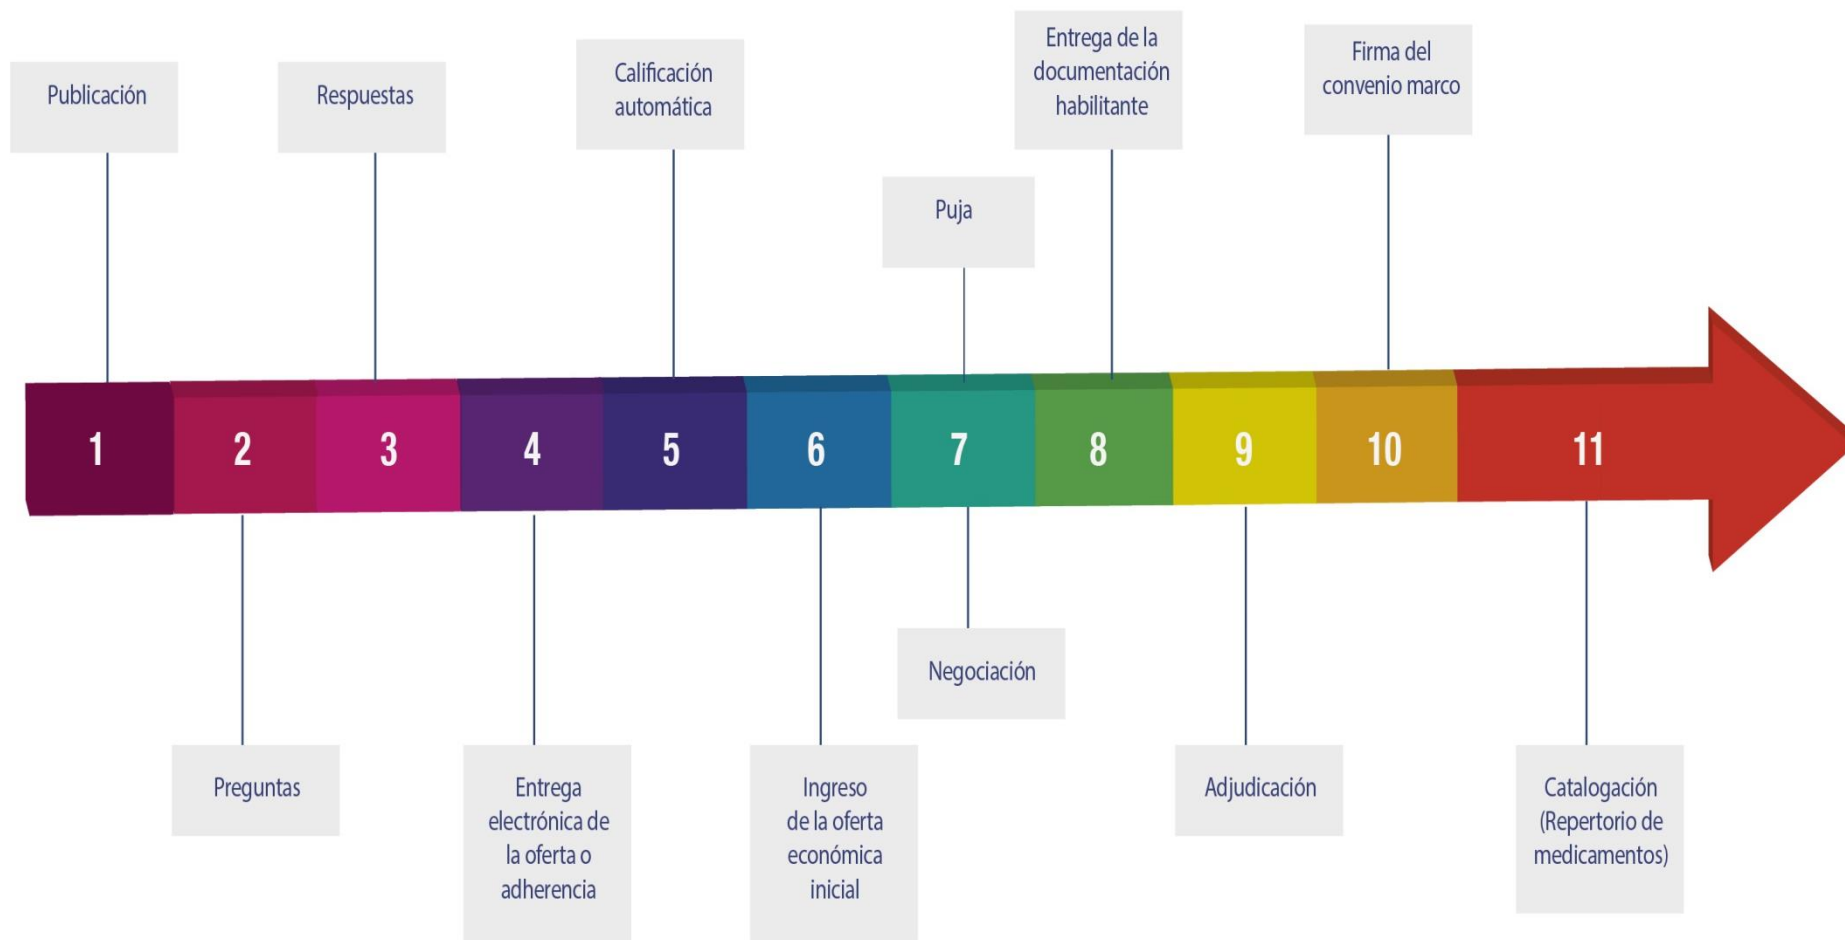 Publicación
Respuestas
Calificación
automática
Puja
Entrega de la
documentación
habilitante
Firma del
convenio marco
1
2
3
4
5
6
7
8
9
10
11
Preguntas
Entrega
electrónica de
la oferta o
adherencia
Ingreso
de la oferta
económica
inicial
Negociación
Adjudicación
Catalogación
(Repertorio de
medicamentos)